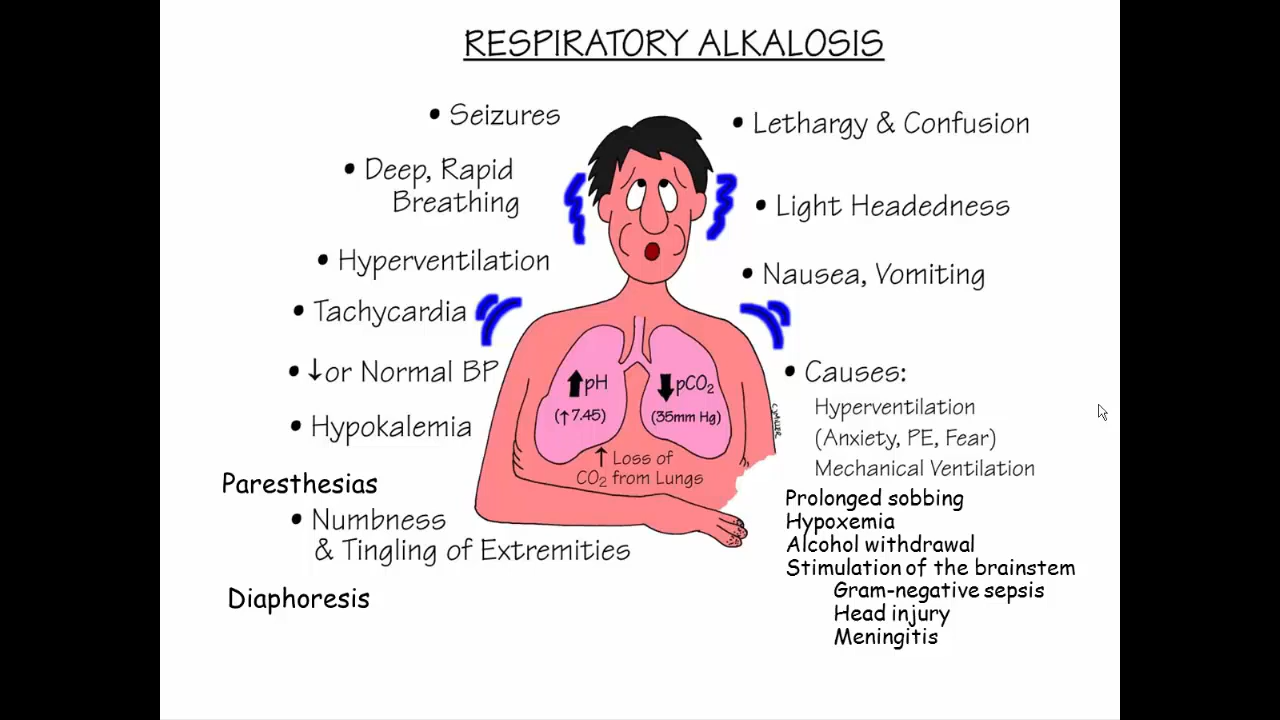 RESPIRATORY ALKALOSIS
• Seizures
• Deep, Rapid
Breathing
• Hyperventilation
• Tachycardia
• ↓or Normal BP
• Hypokalemia
Paresthesias
• Numbness
& Tingling of Extremities
Diaphoresis
↑pH
(↑7.45)
↓pCO₂
(35mm Hg)
↑ Loss of
CO₂ from Lungs
• Lethargy & Confusion
• Light Headedness
• Nausea, Vomiting
• Causes:
Hyperventilation
(Anxiety, PE, Fear)
Mechanical Ventilation
Prolonged sobbing
Hypoxemia
Alcohol withdrawal
Stimulation of the brainstem
Gram-negative sepsis
Head injury
Meningitis